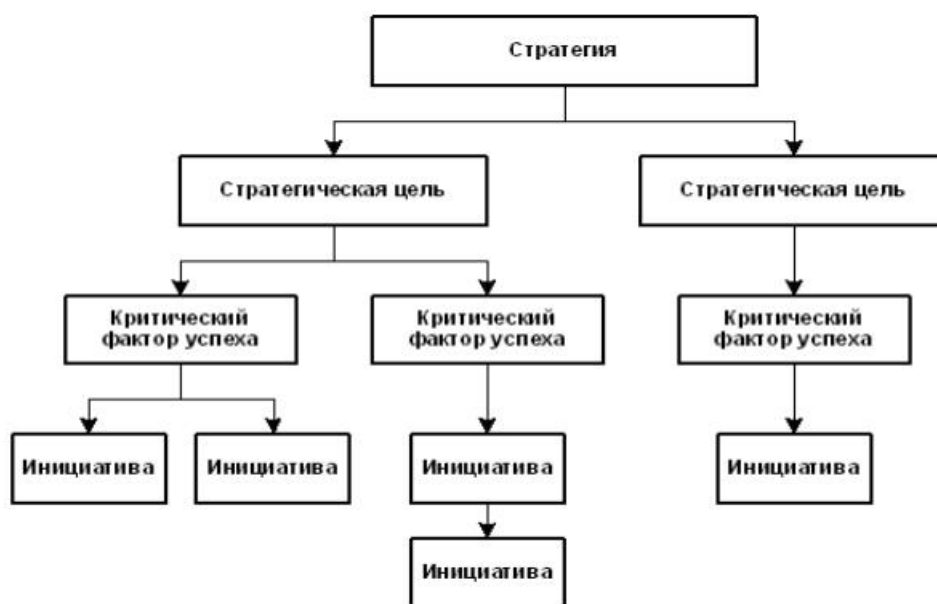 Стратегия
Стратегическая цель
Стратегическая цель
Критический
фактор успеха
Критический
фактор успеха
Критический
фактор успеха
Инициатива
Инициатива
Инициатива
Инициатива
Инициатива